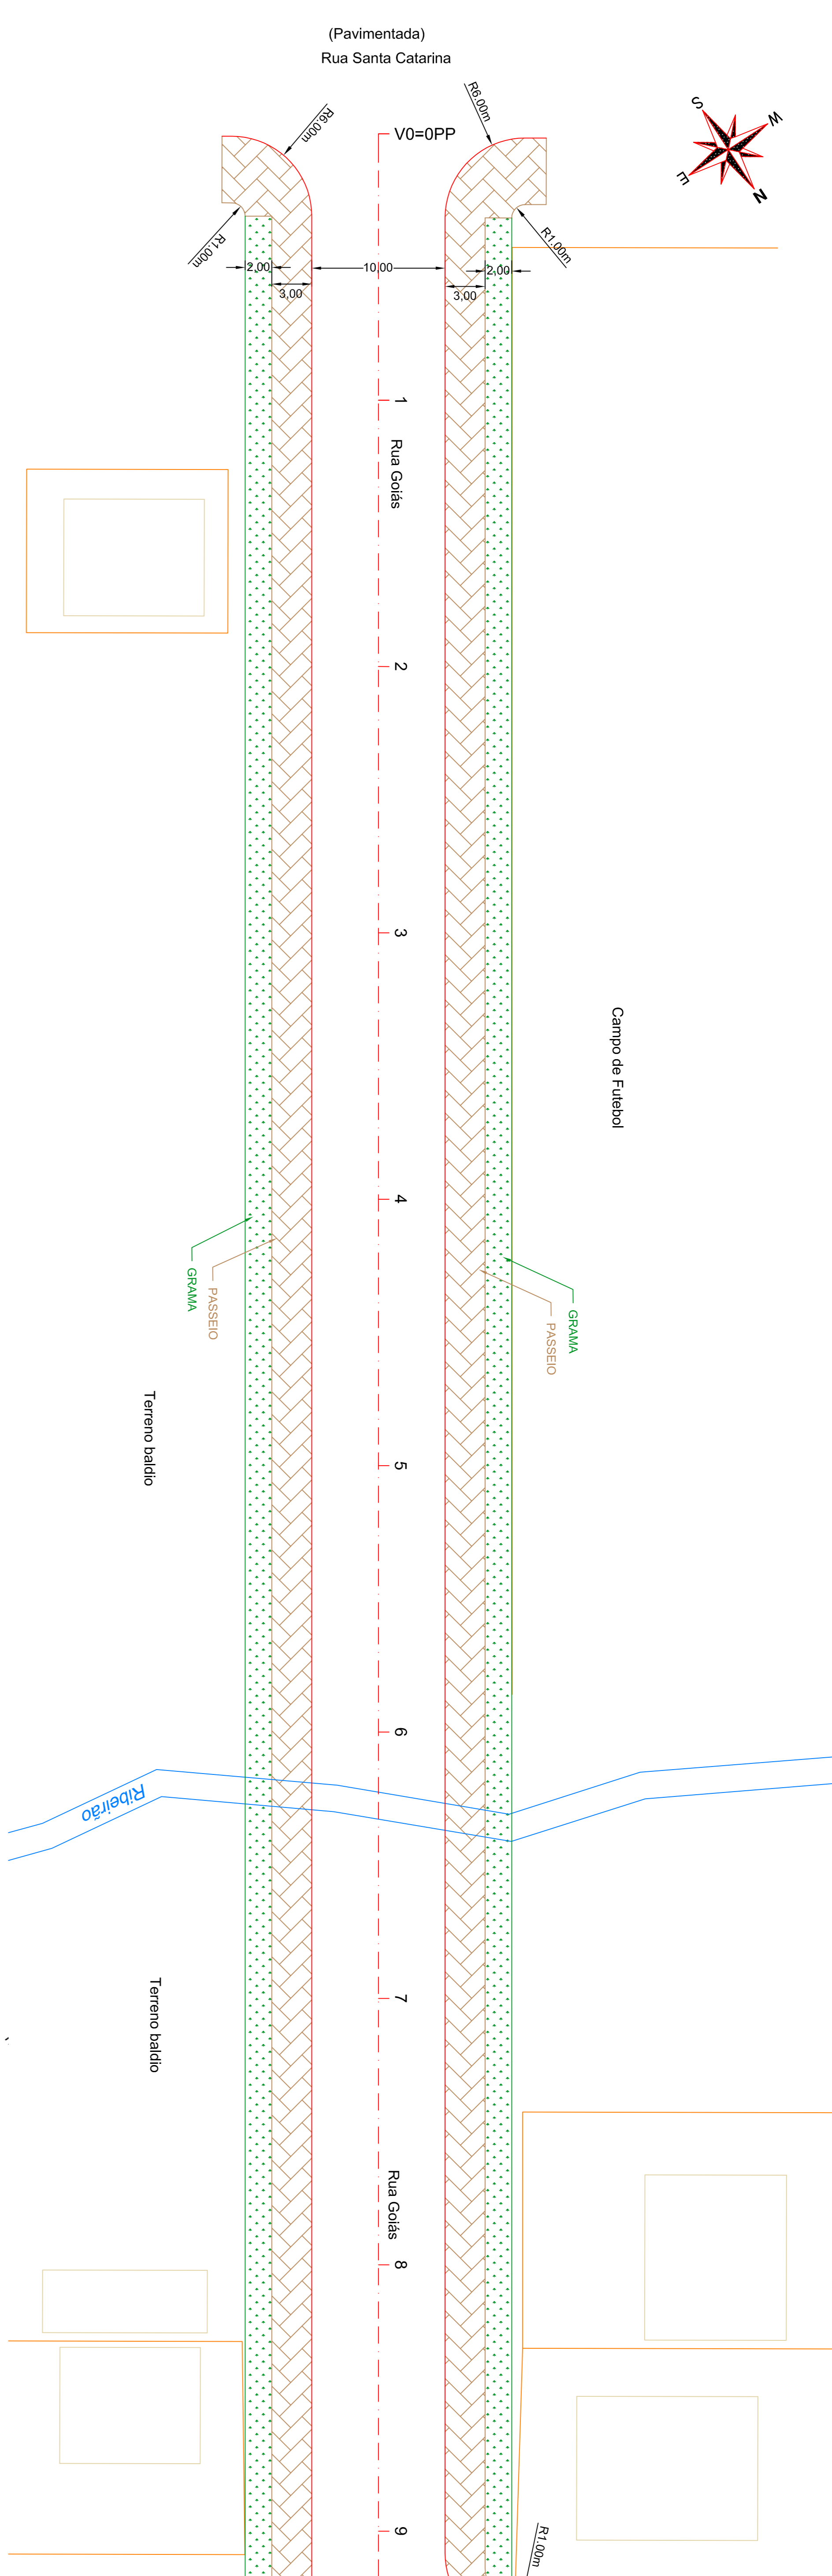 (Pavimentada)
Rua Santa Catarina
R6.00m
R6.00m
V0=0PP
S
W
E
N
R1.00m
R1.00m
2,00
3,00
10,00
3,00
2,00
1
Rua Goiás
2
3
Campo de Futebol
4
GRAMA
PASSEIO
GRAMA
PASSEIO
Terreno baldio
5
6
Ribeirão
7
Terreno baldio
Rua Goiás
8
9
R1.00m